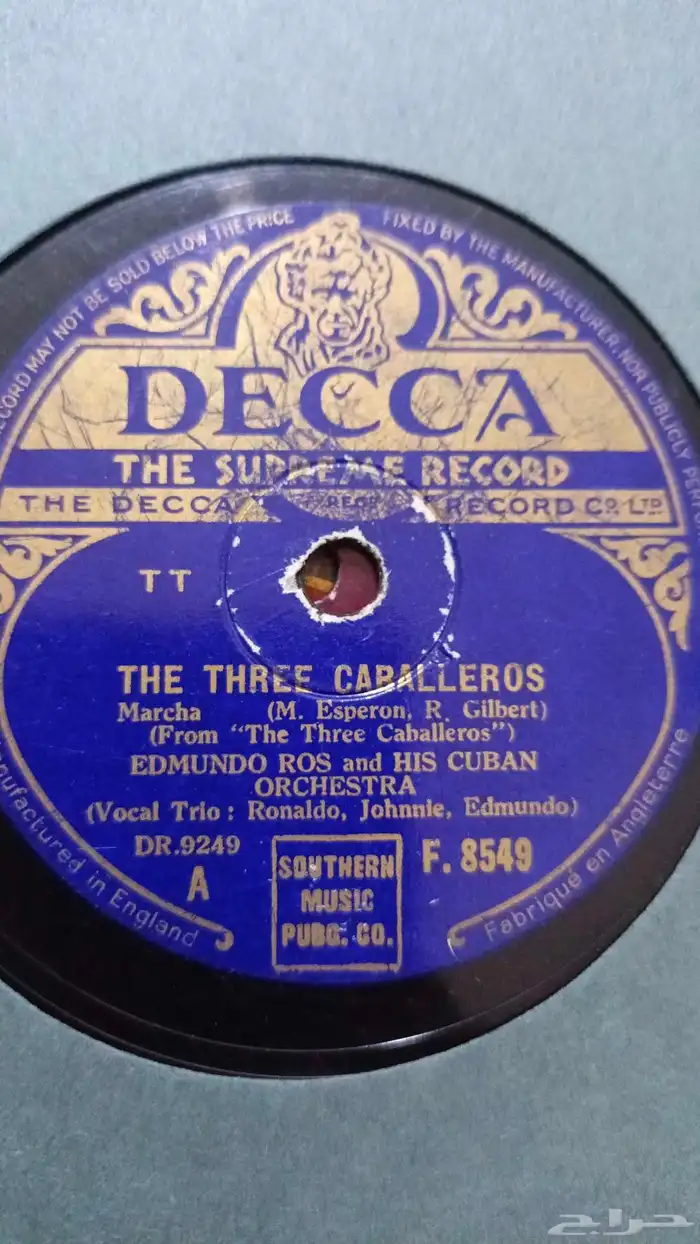 RECORD MAY NOT BE SOLD BELOW THE PRICE FIXED BY THE MANUFACTURER, NOR PUBLICLY
DECCA
THE SUPREME RECORD
THE DECCA RECORD CO. LTD
TT
THE THREE CABALLEROS
Marcha (M. Esperon, R. Gilbert)
(From "The Three Caballeros")
EDMUNDO ROS and HIS CUBAN
ORCHESTRA
(Vocal Trio: Ronaldo, Johnnie, Edmundo)
DR.9249
A
SOUTHERN
MUSIC
PUBG. CO.
F. 8549
Manufactured in England
Fabriqué en Angleterre
حراج